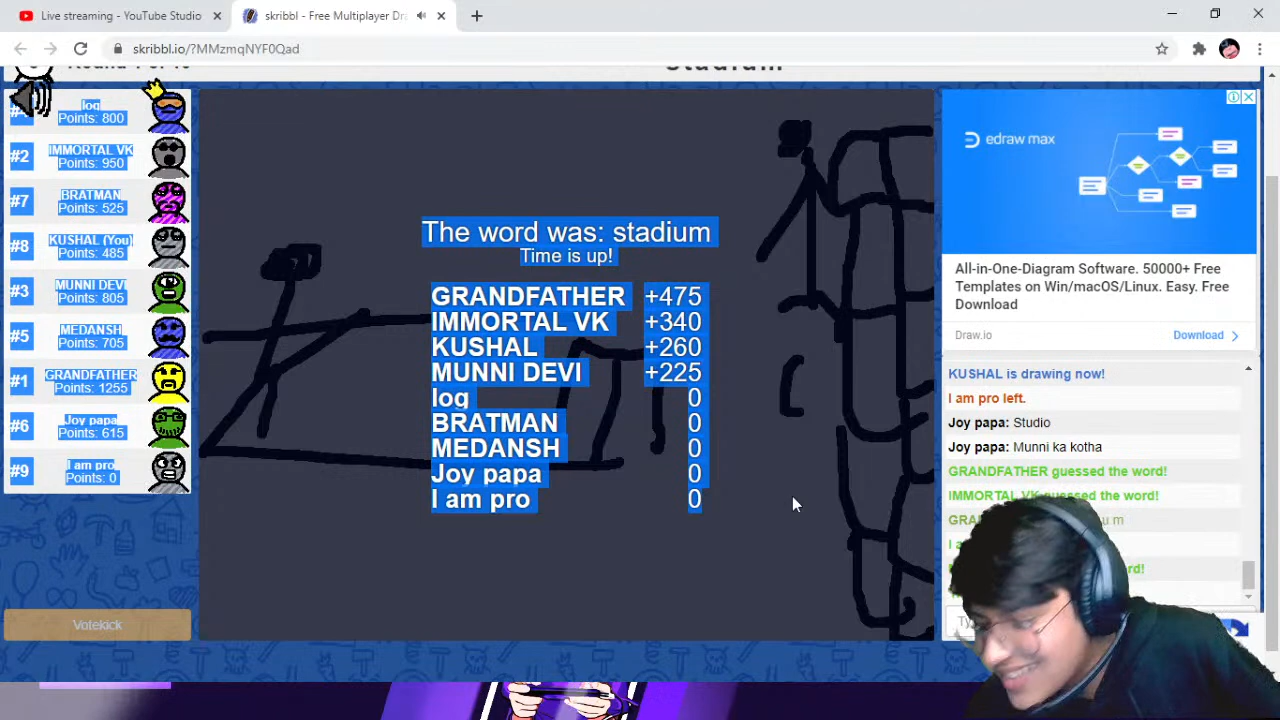 Live streaming - YouTube Studio
skribbl - Free Multiplayer Dra
skribbl.io/?MMzmqNYF0Qad
Stadium
log
Points: 800
#2
IMMORTAL VK
Points: 950
#7
BRATMAN
Points: 525
#8
KUSHAL (You)
Points: 485
#3
MUNNI DEVI
Points: 805
#5
MEDANSH
Points: 705
#1
GRANDFATHER
Points: 1255
#6
Joy papa
Points: 615
#9
I am pro
Points: 0
Votekick
The word was: stadium
Time is up!
GRANDFATHER +475
IMMORTAL VK +340
KUSHAL +260
MUNNI DEVI +225
log 0
BRATMAN 0
MEDANSH 0
Joy papa 0
I am pro 0
edraw max
All-in-One-Diagram Software. 50000+ Free
Templates on Win/macOS/Linux. Easy. Free
Download
Draw.io
Download
KUSHAL is drawing now!
I am pro left.
Joy papa: Studio
Joy papa: Munni ka kotha
GRANDFATHER guessed the word!
IMMORTAL VK guessed the word!